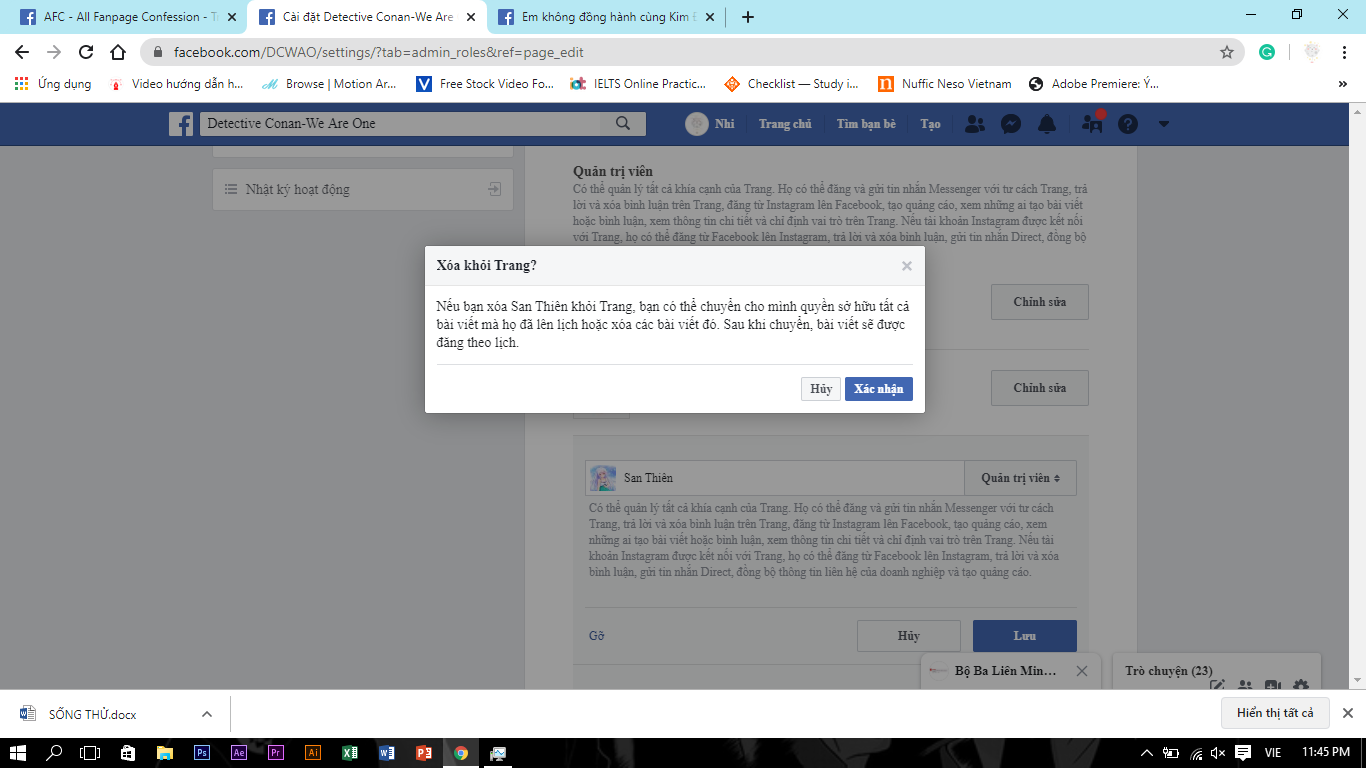 AFC - All Fanpage Confession - T
Cài đặt Detective Conan-We Are
Em không đồng hành cùng Kim
facebook.com/DCWAO/settings/?tab=admin_roles&ref=page_edit
Ứng dụng
Video hướng dẫn h...
Browse | Motion Ar...
Free Stock Video Fo...
IELTS Online Practic...
Checklist — Study i...
Nuffic Neso Vietnam
Adobe Premiere: Ý...
Detective Conan-We Are One
Nhi
Trang chủ
Tìm bạn bè
Tạo
Nhật ký hoạt động
Quản trị viên
Có thể quản lý tất cả khía cạnh của Trang. Họ có thể đăng và gửi tin nhắn Messenger với tư cách Trang, trả
lời và xóa bình luận trên Trang, đăng từ Instagram lên Facebook, tạo quảng cáo, xem những ai tạo bài viết
hoặc bình luận, xem thông tin chi tiết và chỉ định vai trò trên Trang. Nếu tài khoản Instagram được kết nối
với Trang, họ có thể đăng từ Facebook lên Instagram, trả lời và xóa bình luận, gửi tin nhắn Direct, đồng bộ
Chỉnh sửa
Xóa khỏi Trang?
Nếu bạn xóa San Thiên khỏi Trang, bạn có thể chuyển cho mình quyền sở hữu tất cả
bài viết mà họ đã lên lịch hoặc xóa các bài viết đó. Sau khi chuyển, bài viết sẽ được
đăng theo lịch.
Hủy
Xác nhận
Chỉnh sửa
San Thiên
Quản trị viên
Có thể quản lý tất cả khía cạnh của Trang. Họ có thể đăng và gửi tin nhắn Messenger với tư cách
Trang, trả lời và xóa bình luận trên Trang, đăng từ Instagram lên Facebook, tạo quảng cáo, xem
những ai tạo bài viết hoặc bình luận, xem thông tin chi tiết và chỉ định vai trò trên Trang. Nếu tài
khoản Instagram được kết nối với Trang, họ có thể đăng từ Facebook lên Instagram, trả lời và xóa
bình luận, gửi tin nhắn Direct, đồng bộ thông tin liên hệ của doanh nghiệp và tạo quảng cáo.
Gỡ
Hủy
Lưu
Bộ Ba Liên Min...
Trò chuyện (23)
SỐNG THỬ.docx
Hiển thị tất cả
VIE
11:45 PM